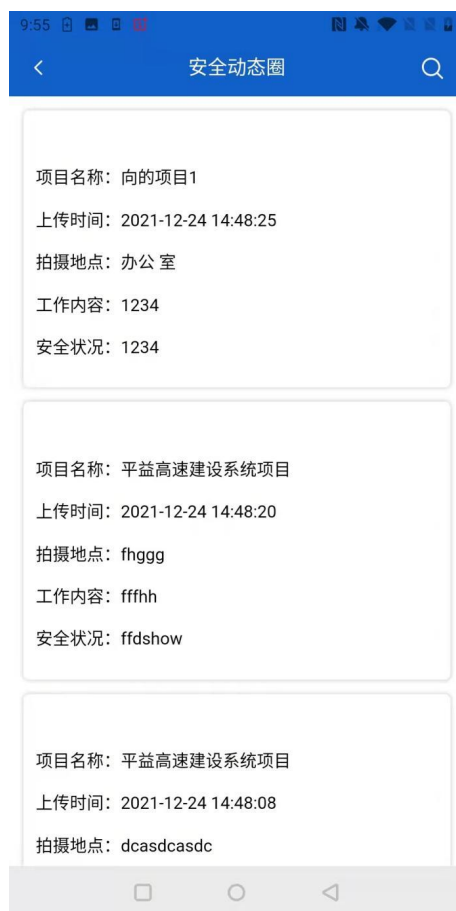 9:55
安全动态圈
项目名称：向的项目1
上传时间：2021-12-24 14:48:25
拍摄地点：办公 室
工作内容：1234
安全状况：1234
项目名称：平益高速建设系统项目
上传时间：2021-12-24 14:48:20
拍摄地点：fhggg
工作内容：fffhh
安全状况：ffdshow
项目名称：平益高速建设系统项目
上传时间：2021-12-24 14:48:08
拍摄地点：dcasdcasdc